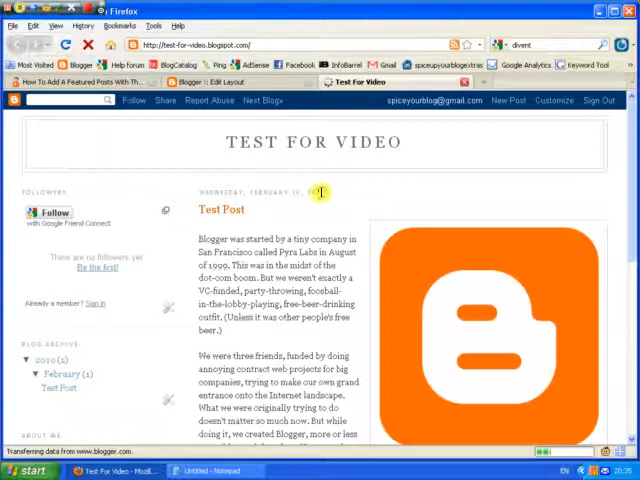 Firefox
File Edit View History Bookmarks Tools Help
http://test-for-video.blogspot.com/
divent
Most Visited Blogger Help forum BlogCatalog Ping AdSense Facebook InfoBarrel Gmail spiceupyourblogextras Google Analytics Keyword Tool
How To Add A Featured Posts With Th... Blogger :: Edit Layout Test For Video
Follow Share Report Abuse Next Blog» spiceyourblog@gmail.com New Post Customize Sign Out
TEST FOR VIDEO
FOLLOWERS
Follow
with Google Friend Connect
There are no followers yet.
Be the first!
Already a member? Sign in
BLOG ARCHIVE
▼ 2010 (1)
▼ February (1)
Test Post
ABOUT ME
WEDNESDAY, FEBRUARY
Test Post
Blogger was started by a tiny company in
San Francisco called Pyra Labs in August
of 1999. This was in the midst of the
dot-com boom. But we weren't exactly a
VC-funded, party-throwing, foosball-
in-the-lobby-playing, free-beer-drinking
outfit. (Unless it was other people's free
beer.)
We were three friends, funded by doing
annoying contract web projects for big
companies, trying to make our own grand
entrance onto the Internet landscape.
What we were originally trying to do
doesn't matter so much now. But while
doing it, we created Blogger, more or less
Transferring data from www.blogger.com...
start Test For Video - Mozil... Untitled - Notepad EN 20:35